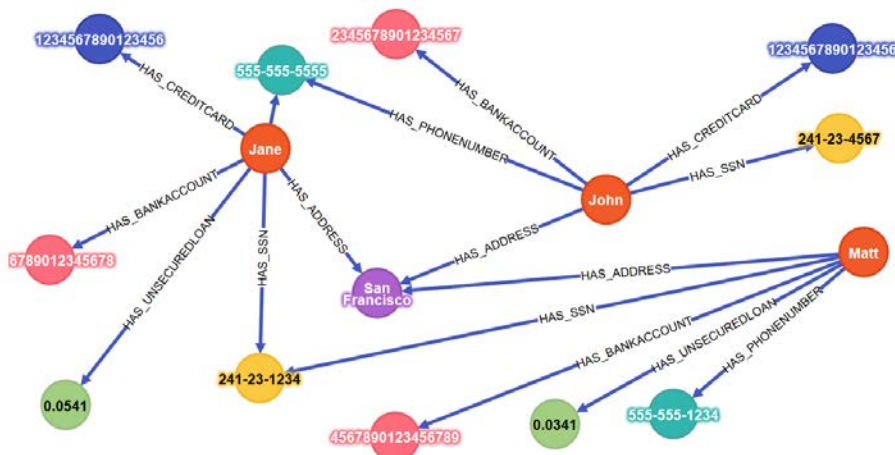 1234567890123456
HAS_CREDITCARD
555-555-5555
2345678901234567
HAS_BANKACCOUNT
HAS_PHONENUMBER
1234567890123456
HAS_CREDITCARD
241-23-4567
HAS_SSN
Jane
John
Matt
HAS_BANKACCOUNT
6789012345678
HAS_UNSECUREDLOAN
HAS_SSN
HAS_ADDRESS
HAS_ADDRESS
San
Francisco
HAS_ADDRESS
HAS_SSN
HAS_BANKACCOUNT
HAS_UNSECUREDLOAN
HAS_PHONENUMBER
0.0541
241-23-1234
4567890123456789
0.0341
555-555-1234